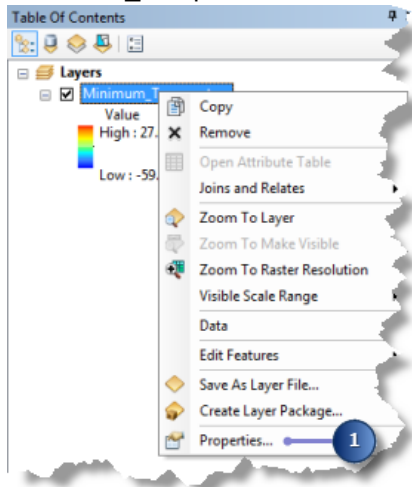 Table Of Contents
Layers
Minimum_T
Value
High : 27.
Low : -59.
Copy
Remove
Open Attribute Table
Joins and Relates
Zoom To Layer
Zoom To Make Visible
Zoom To Raster Resolution
Visible Scale Range
Data
Edit Features
Save As Layer File...
Create Layer Package...
Properties...
1